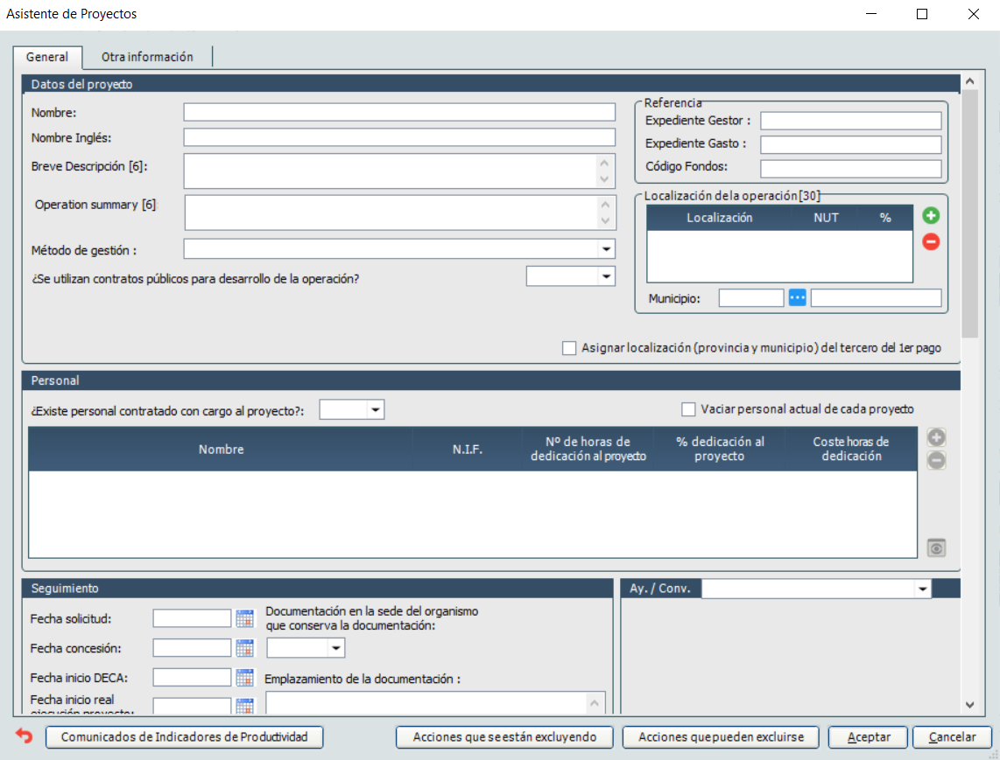 Asistente de Proyectos
General
Otra información
Datos del proyecto
Nombre:
Nombre Inglés:
Breve Descripción [6]:
Operation summary [6]
Método de gestión :
¿Se utilizan contratos públicos para desarrollo de la operación?
Referencia
Expediente Gestor :
Expediente Gasto :
Código Fondos:
Localización de la operación [30]
Localización NUT %
Municipio:
Asignar localización (provincia y municipio) del tercero del 1er pago
Personal
¿Existe personal contratado con cargo al proyecto?:
Vaciar personal actual de cada proyecto
Nombre
N.I.F.
Nº de horas de
dedicación al proyecto
% dedicación al
proyecto
Coste horas de
dedicación
Seguimiento
Fecha solicitud:
Fecha concesión:
Fecha inicio DECA:
Fecha inicio real
ejecución proyecto:
Documentación en la sede del organismo
que conserva la documentación:
Emplazamiento de la documentación :
Ay. / Conv.
Comunicados de Indicadores de Productividad
Acciones que se están excluyendo
Acciones que pueden excluirse
Aceptar
Cancelar